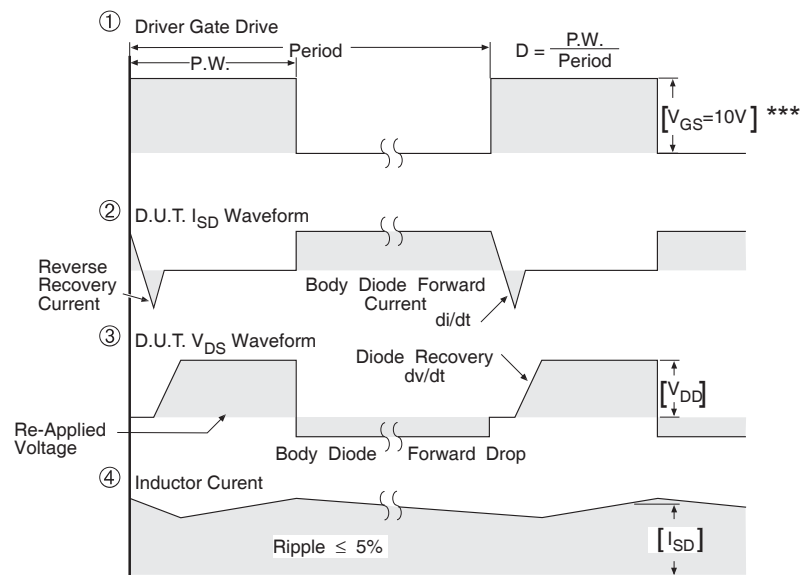 ① Driver Gate Drive
Period
P.W.
D = P.W. / Period
[V_GS=10V] ***
② D.U.T. I_SD Waveform
Reverse
Recovery
Current
Body Diode Forward
Current
di/dt
③ D.U.T. V_DS Waveform
Diode Recovery
dv/dt
[V_DD]
Re-Applied
Voltage
Body Diode Forward Drop
④ Inductor Curent
Ripple ≤ 5%
[I_SD]